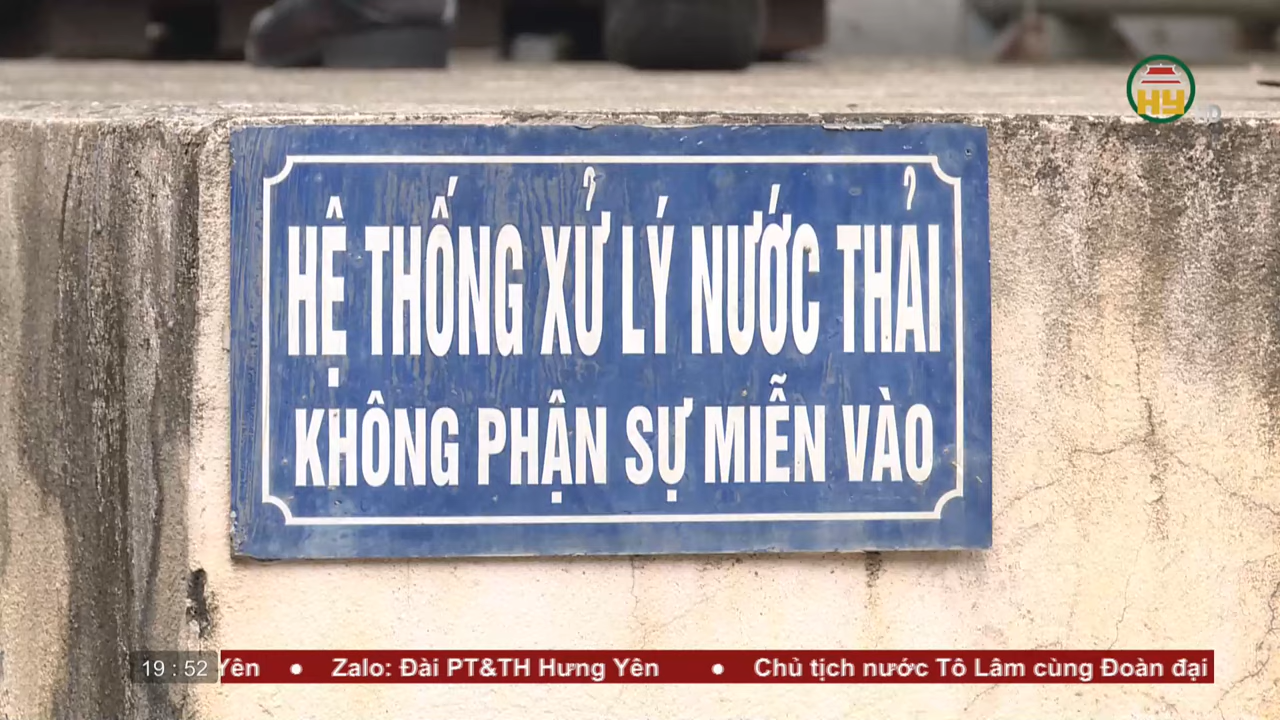 HY
HỆ THỐNG XỬ LÝ NƯỚC THẢI
KHÔNG PHẬN SỰ MIỄN VÀO
19 : 52 Yên • Zalo: Đài PT&TH Hưng Yên • Chủ tịch nước Tô Lâm cùng Đoàn đại